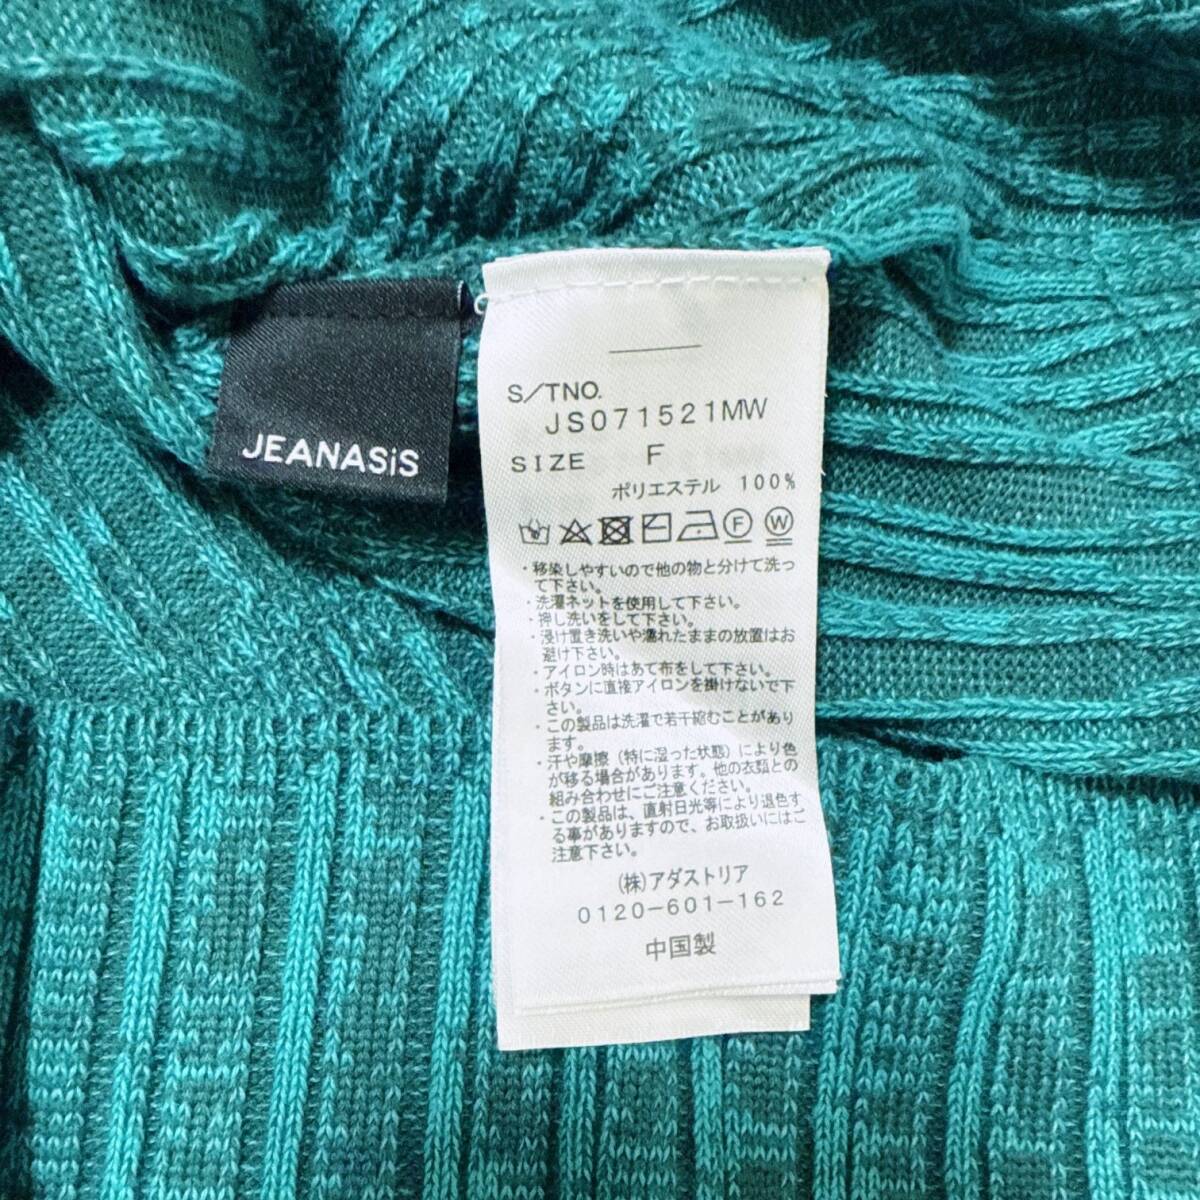 JEANASiS
S/TNO.
JS071521MW
SIZE F
ポリエステル 100%
F W
・移染しやすいので他の物と分けて洗っ
て下さい。
・洗濯ネットを使用して下さい。
・押し洗いをして下さい。
・浸け置き洗いや濡れたままの放置はお
避け下さい。
・アイロン時はあて布をして下さい。
・ボタンに直接アイロンを掛けないで下
さい。
・この製品は洗濯で若干縮むことがあり
ます。
・汗や摩擦(特に湿った状態)により色
が移る場合があります。他の衣類との
組み合わせにご注意ください。
・この製品は、直射日光等により退色す
る事がありますので、お取扱いにはご
注意下さい。
(株)アダストリア
0120-601-162
中国製